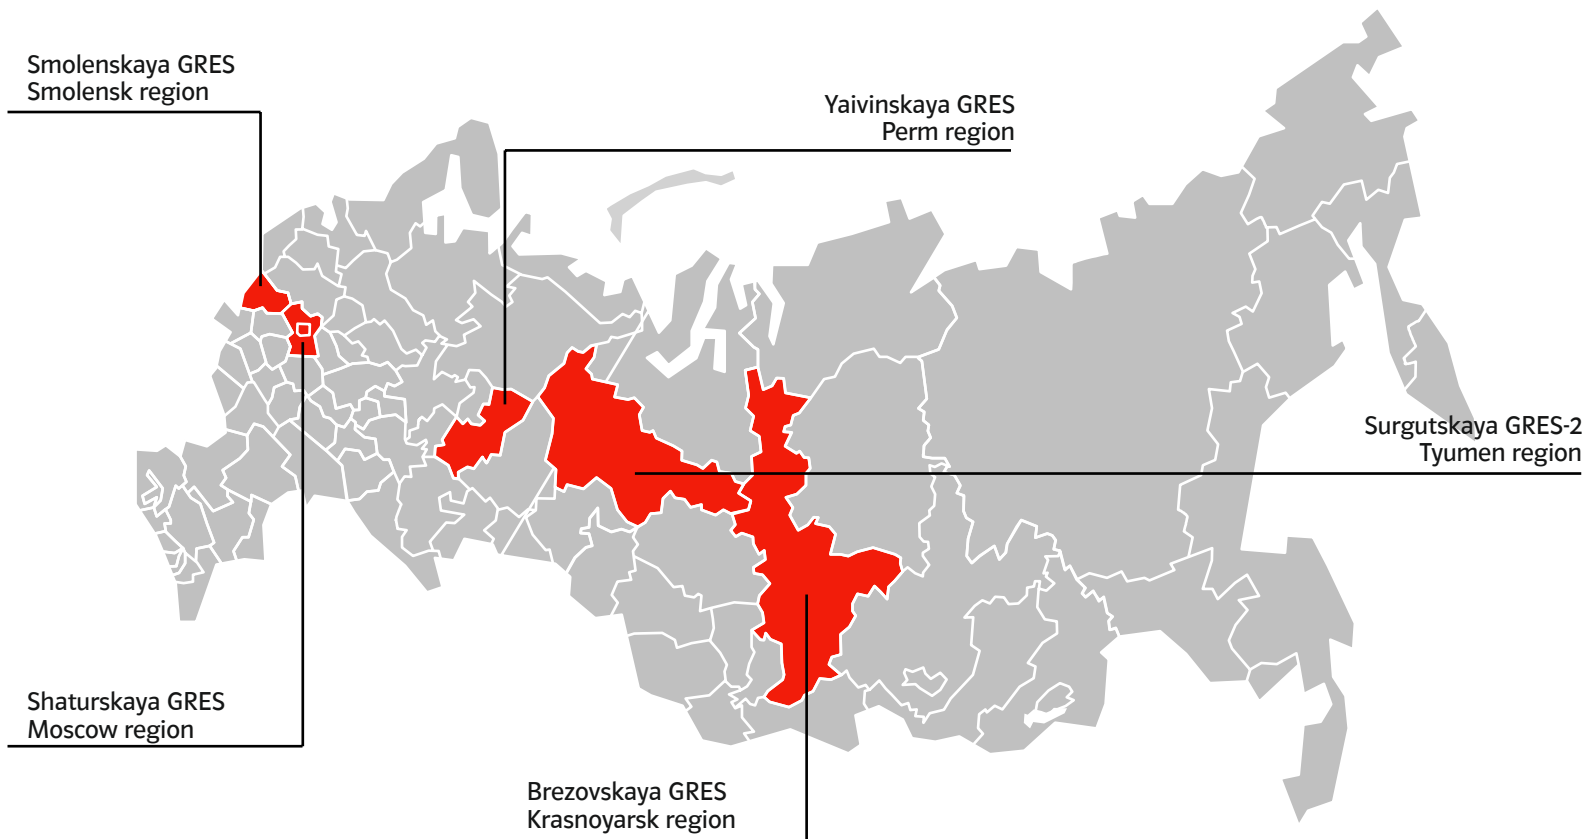 Smolenskaya GRES
Smolensk region
Yaivinskaya GRES
Perm region
Surgutskaya GRES-2
Tyumen region
Shaturskaya GRES
Moscow region
Brezovskaya GRES
Krasnoyarsk region